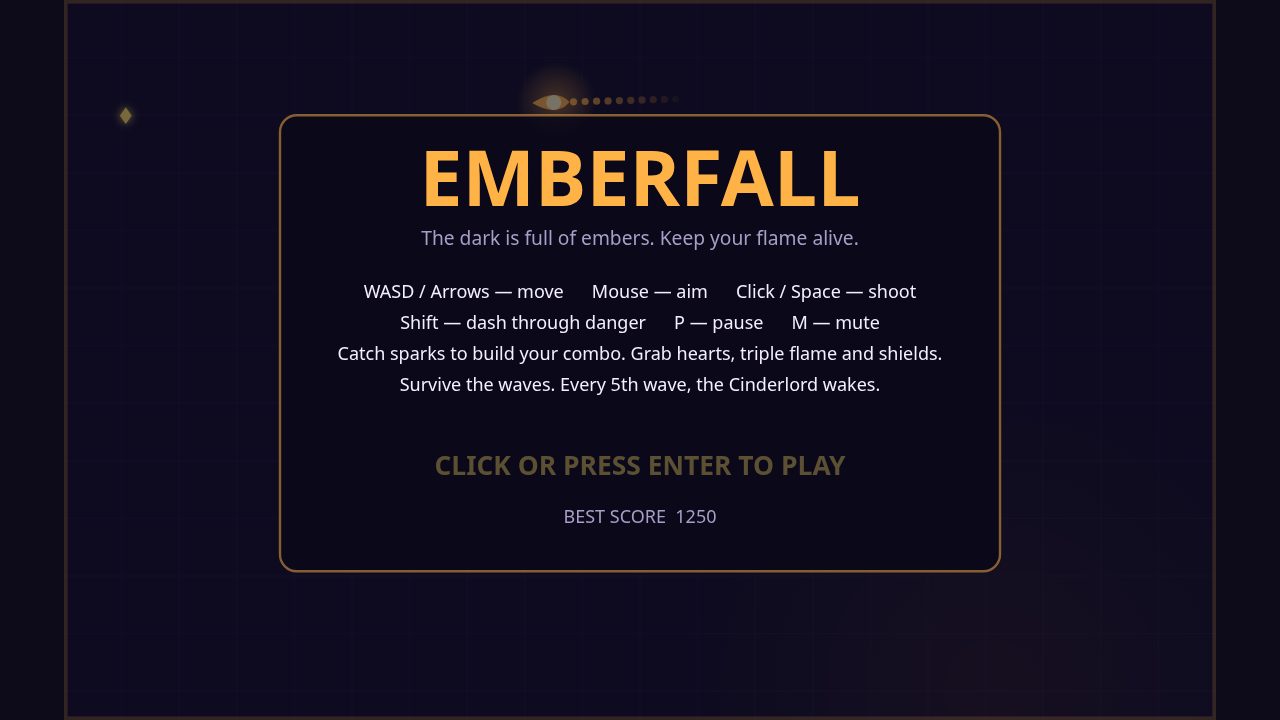 EMBERFALL
The dark is full of embers. Keep your flame alive.
WASD / Arrows — move Mouse — aim Click / Space — shoot
Shift — dash through danger P — pause M — mute
Catch sparks to build your combo. Grab hearts, triple flame and shields.
Survive the waves. Every 5th wave, the Cinderlord wakes.
CLICK OR PRESS ENTER TO PLAY
BEST SCORE 1250